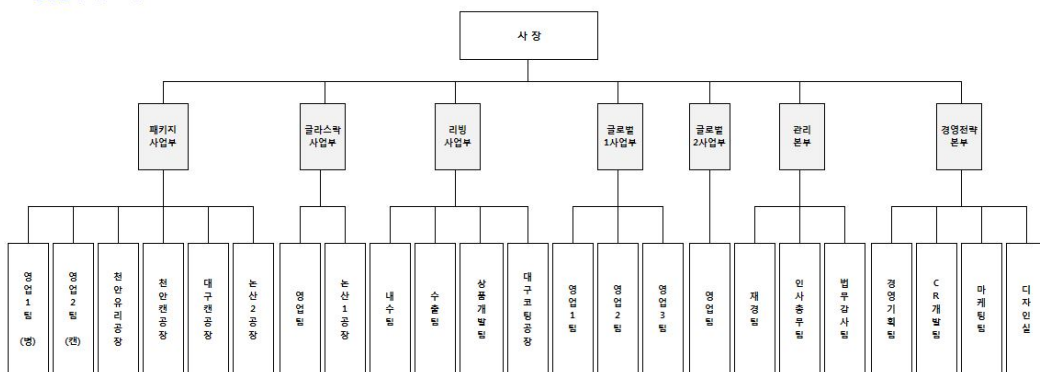 사 장
패키지
사업부
글라스락
사업부
리빙
사업부
글로벌
1사업부
글로벌
2사업부
관리
본부
경영전략
본부
영업1팀
(병)
영업2팀
(캔)
천안유리공장
천안캔공장
대구캔공장
논산2공장
영업팀
논산1공장
내수팀
수출팀
상품개발팀
대구코팅공장
영업1팀
영업2팀
영업3팀
영업팀
재경팀
인사총무팀
법무감사팀
경영기획팀
CR개발팀
마케팅팀
디자인실